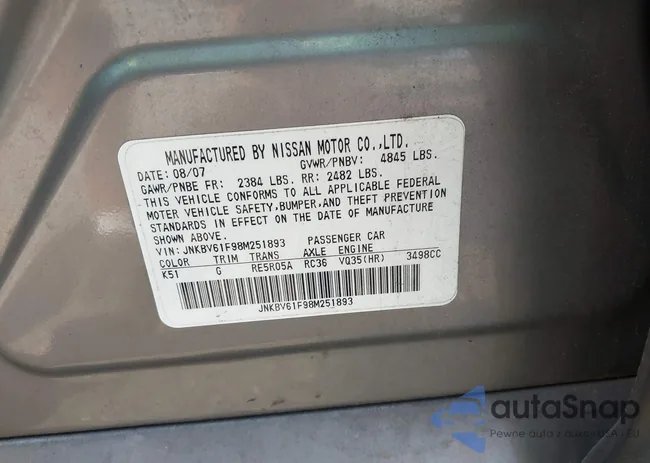 MANUFACTURED BY NISSAN MOTOR CO.,LTD.
DATE: 08/07 GVWR/PNBV: 4845 LBS.
GAWR/PNBE FR: 2384 LBS. RR: 2482 LBS.
THIS VEHICLE CONFORMS TO ALL APPLICABLE FEDERAL
MOTOR VEHICLE SAFETY, BUMPER, AND THEFT PREVENTION
STANDARDS IN EFFECT ON THE DATE OF MANUFACTURE
SHOWN ABOVE.
VIN: JNKBV61F98M251893 PASSENGER CAR
COLOR TRIM TRANS AXLE ENGINE
K51 G RE5R05A RC36 VQ35(HR) 3498CC
JNKBV61F98M251893
autaSnap
Pewne auta z